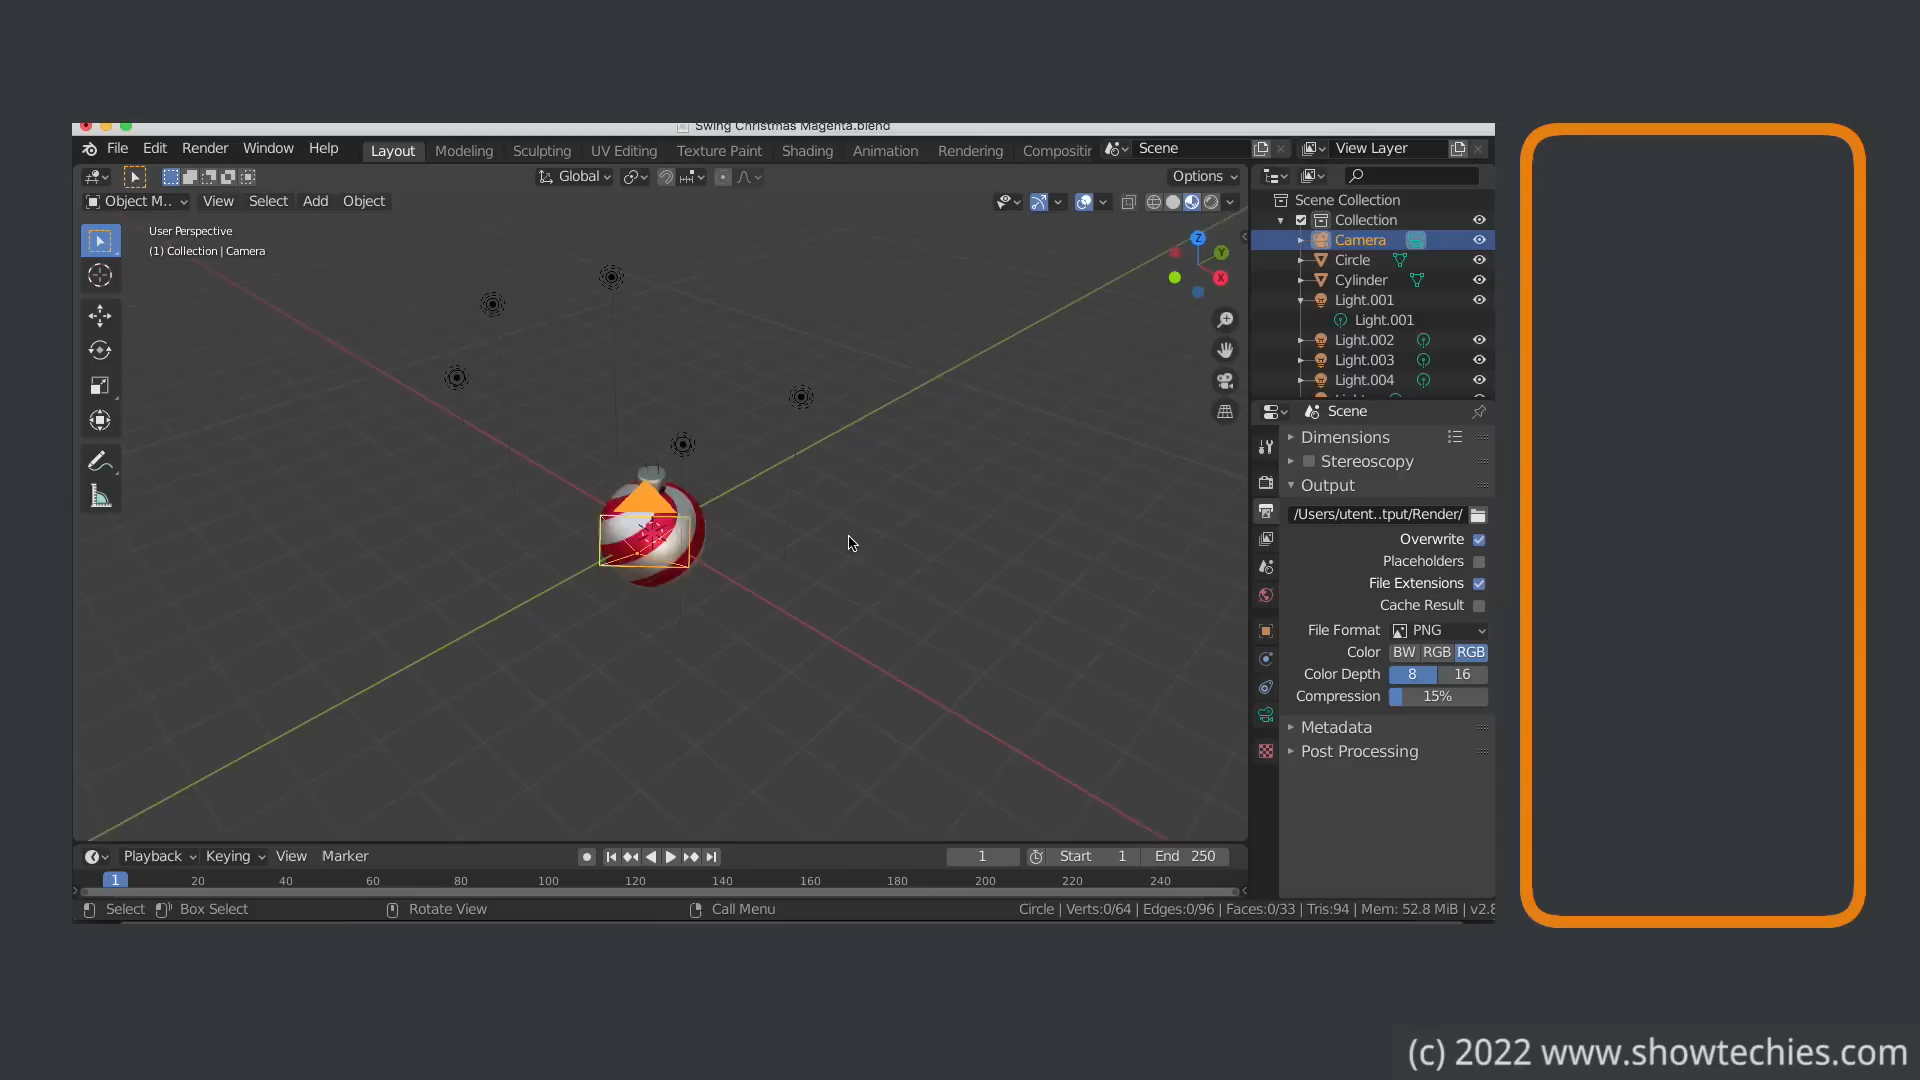 Swing Christmas Magenta.blend
File Edit Render Window Help Layout Modeling Sculpting UV Editing Texture Paint Shading Animation Rendering Compositir Scene View Layer
Global Options
Object M.. View Select Add Object
User Perspective
(1) Collection | Camera
Z
Y
X
Scene Collection
Collection
Camera
Circle
Cylinder
Light.001
Light.001
Light.002
Light.003
Light.004
Scene
Dimensions
Stereoscopy
Output
/Users/utent..tput/Render/
Overwrite
Placeholders
File Extensions
Cache Result
File Format PNG
Color BW RGB RGB
Color Depth 8 16
Compression 15%
Metadata
Post Processing
Playback Keying View Marker 1 Start 1 End 250
1 20 40 60 80 100 120 140 160 180 200 220 240
Select Box Select Rotate View Call Menu Circle | Verts:0/64 | Edges:0/96 | Faces:0/33 | Tris:94 | Mem: 52.8 MiB | v2.8
(c) 2022 www.showtechies.com